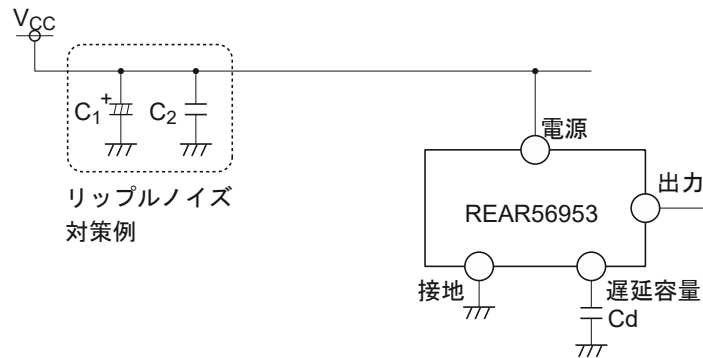 VCC
C1
+
C2
リップルノイズ
対策例
電源
出力
REAR56953
接地
遅延容量
Cd